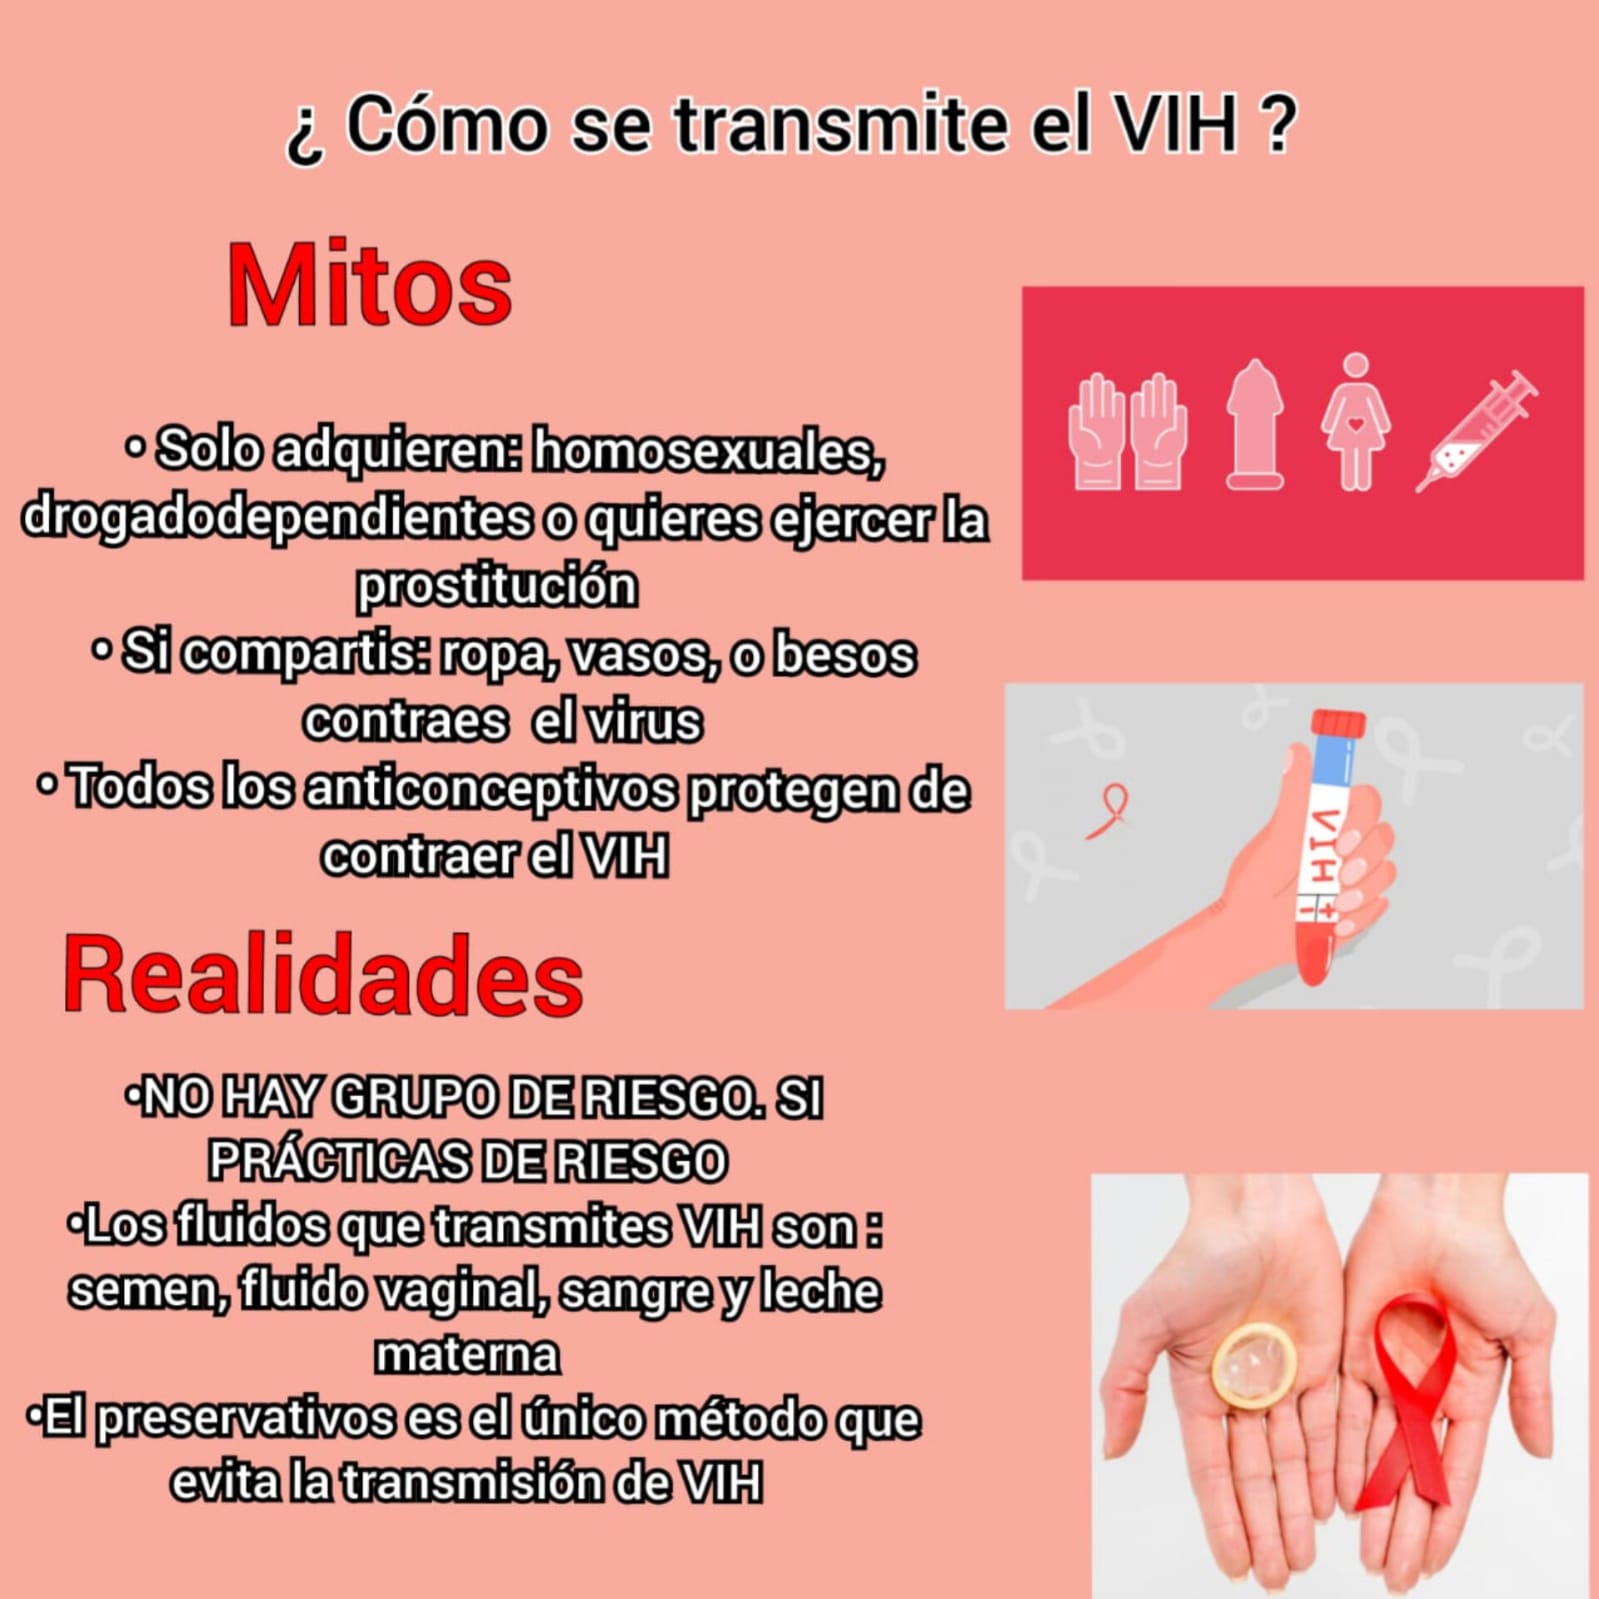 ¿ Cómo se transmite el VIH ?
Mitos
• Solo adquieren: homosexuales,
drogadodependientes o quieres ejercer la
prostitución
• Si compartis: ropa, vasos, o besos
contraes el virus
• Todos los anticonceptivos protegen de
contraer el VIH
VIH
- +
Realidades
•NO HAY GRUPO DE RIESGO. SI
PRÁCTICAS DE RIESGO
•Los fluidos que transmites VIH son :
semen, fluido vaginal, sangre y leche
materna
•El preservativos es el único método que
evita la transmisión de VIH